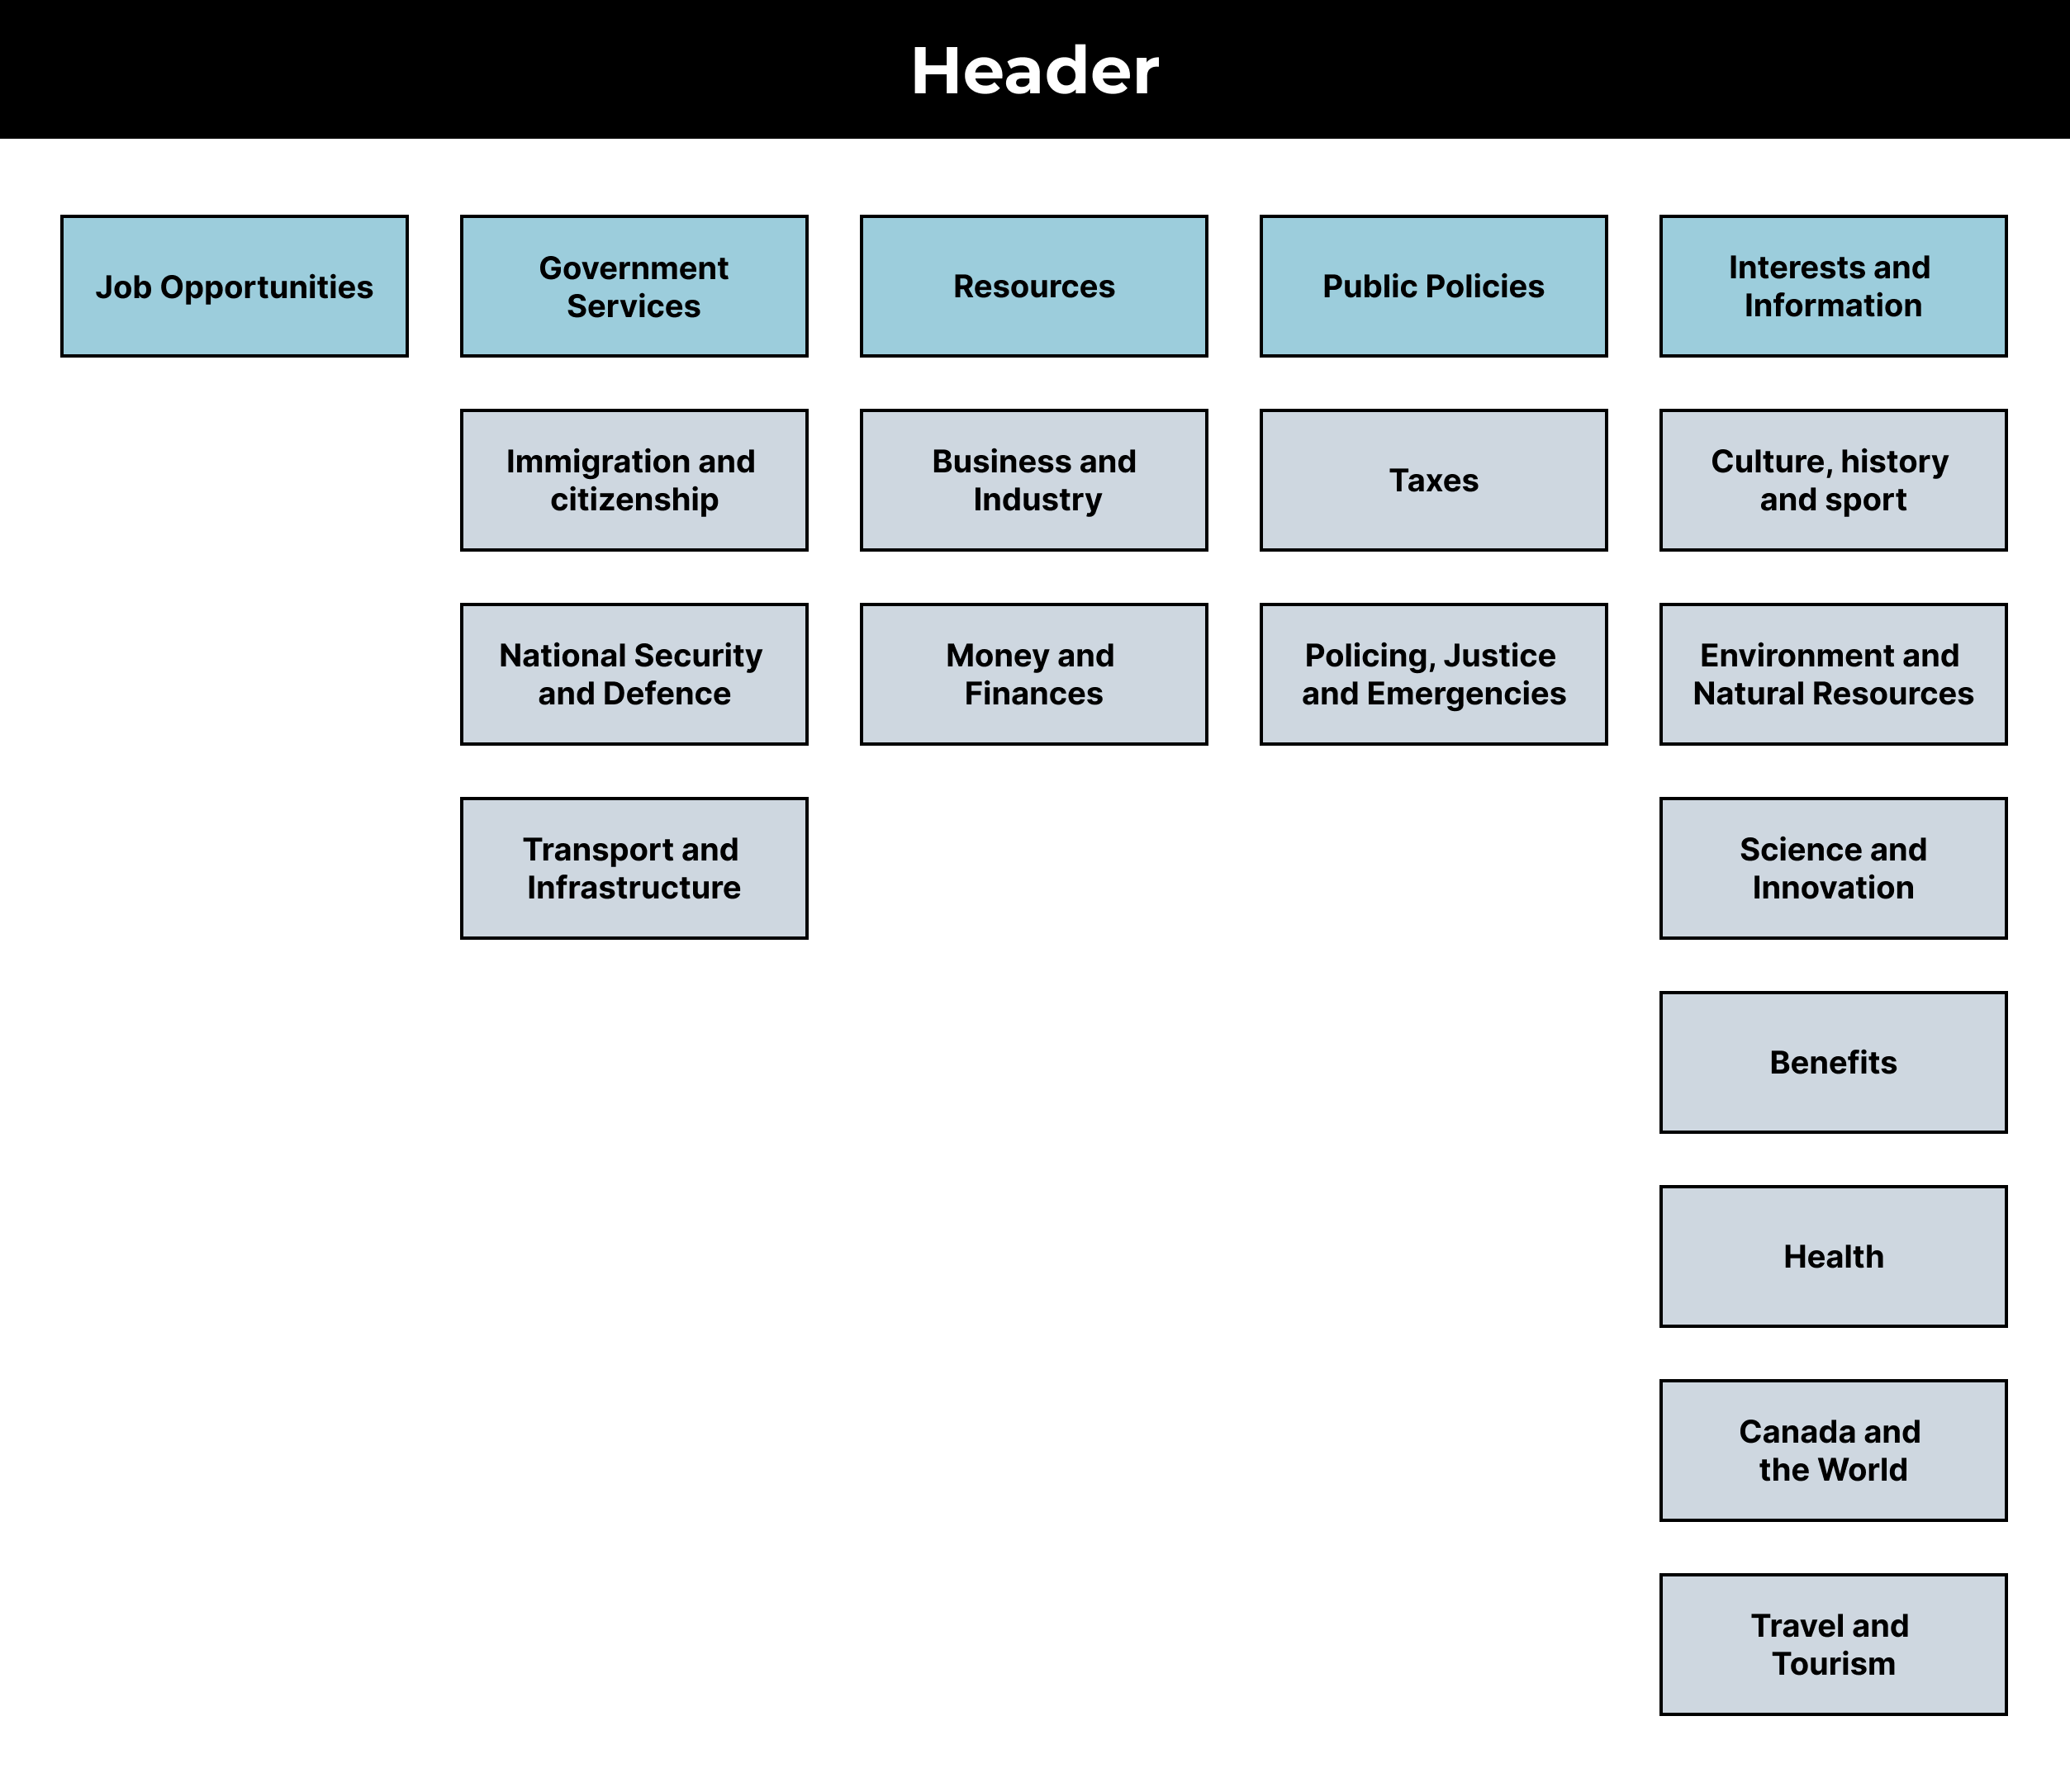 Header
Job Opportunities
Government
Services
Resources
Public Policies
Interests and
Information
Immigration and
citizenship
Business and
Industry
Taxes
Culture, history
and sport
National Security
and Defence
Money and
Finances
Policing, Justice
and Emergencies
Environment and
Natural Resources
Transport and
Infrastructure
Science and
Innovation
Benefits
Health
Canada and
the World
Travel and
Tourism